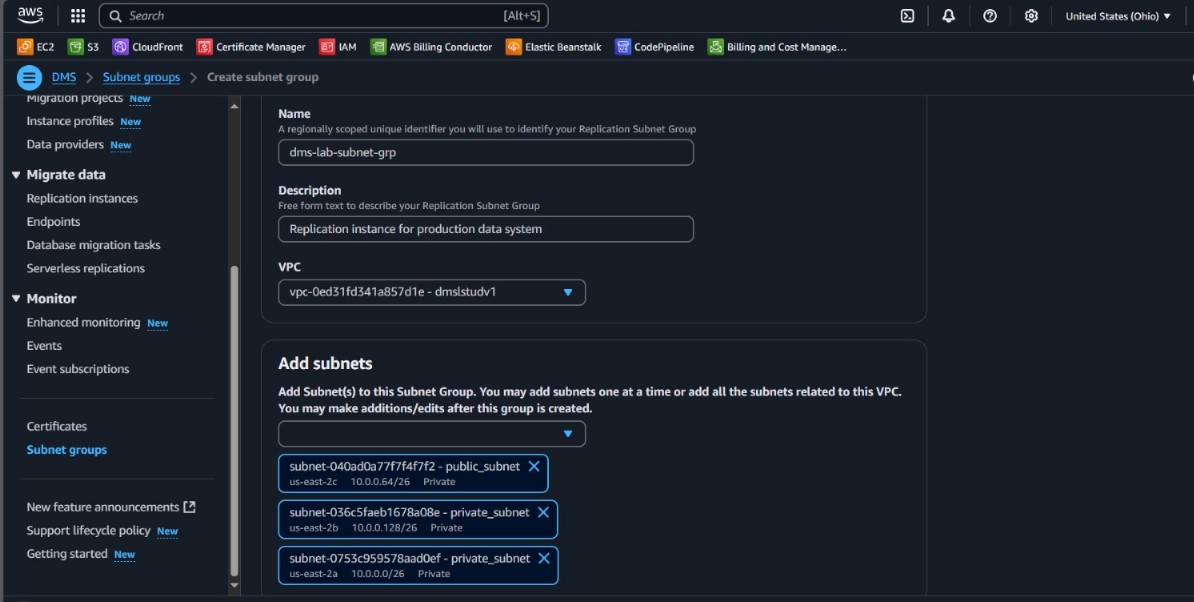 aws
Search [Alt+S] United States (Ohio)
EC2 S3 CloudFront Certificate Manager IAM AWS Billing Conductor Elastic Beanstalk CodePipeline Billing and Cost Manage...
DMS > Subnet groups > Create subnet group
Migration projects New
Instance profiles New
Data providers New
Migrate data
Replication instances
Endpoints
Database migration tasks
Serverless replications
Monitor
Enhanced monitoring New
Events
Event subscriptions
Certificates
Subnet groups
New feature announcements
Support lifecycle policy New
Getting started New
Name
A regionally scoped unique identifier you will use to identify your Replication Subnet Group
dms-lab-subnet-grp
Description
Free form text to describe your Replication Subnet Group
Replication instance for production data system
VPC
vpc-0ed31fd341a857d1e - dmslstudv1
Add subnets
Add Subnet(s) to this Subnet Group. You may add subnets one at a time or add all the subnets related to this VPC.
You may make additions/edits after this group is created.
subnet-040ad0a77f7f4f7f2 - public_subnet
us-east-2c 10.0.0.64/26 Private
subnet-036c5faeb1678a08e - private_subnet
us-east-2b 10.0.0.128/26 Private
subnet-0753c959578aad0ef - private_subnet
us-east-2a 10.0.0.0/26 Private